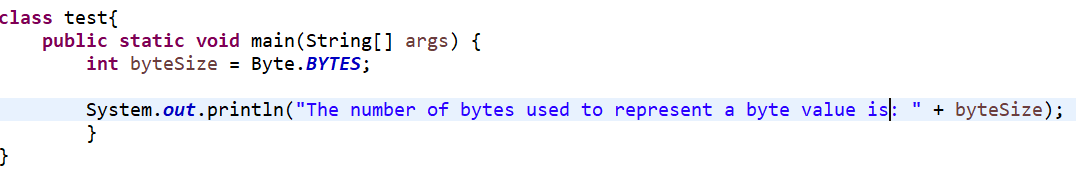 class test{
    public static void main(String[] args) {
        int byteSize = Byte.BYTES;
        System.out.println("The number of bytes used to represent a byte value is: " + byteSize);
        }
}